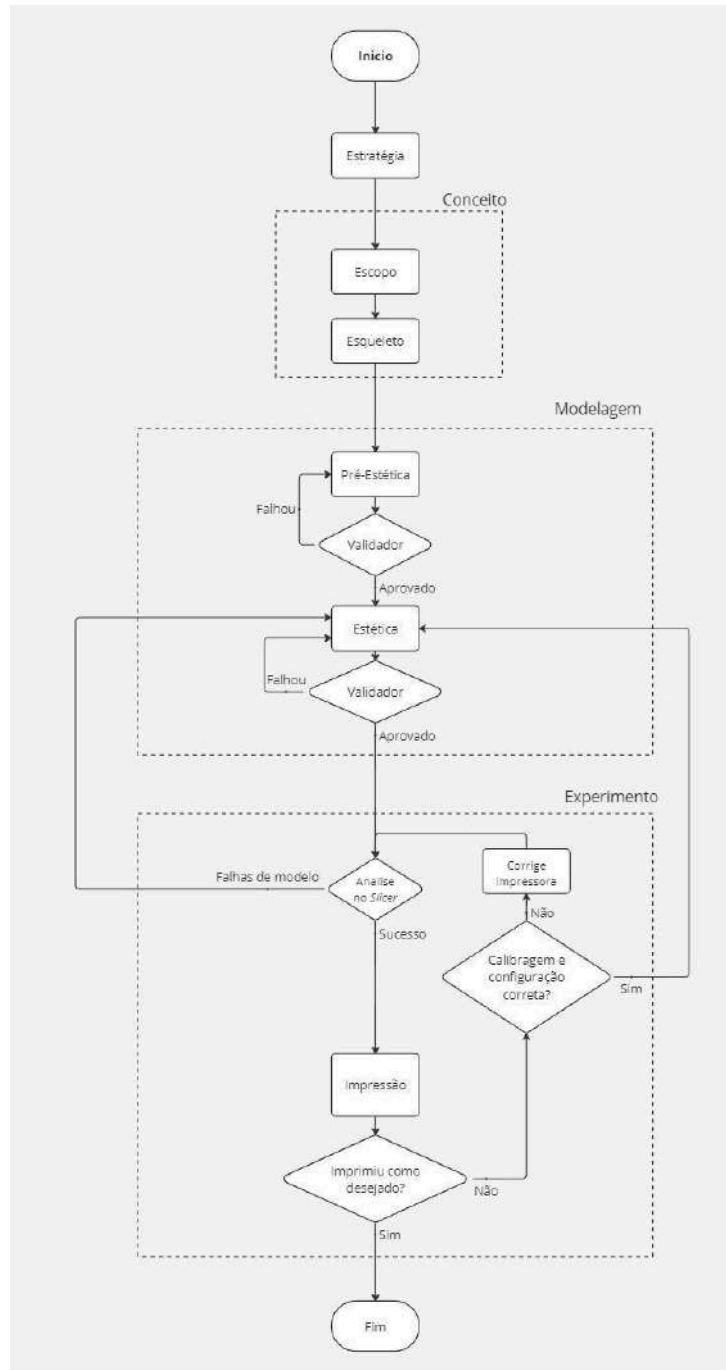 Início
Estratégia
Conceito
Escopo
Esqueleto
Modelagem
Pré-Estética
Falhou
Validador
Aprovado
Estética
Falhou
Validador
Aprovado
Experimento
Falhas de modelo
Analise
no Slicer
Corrige
impressora
Não
Sucesso
Calibragem e
configuração
correta?
Sim
Impressão
Imprimiu como
desejado?
Não
Sim
Fim